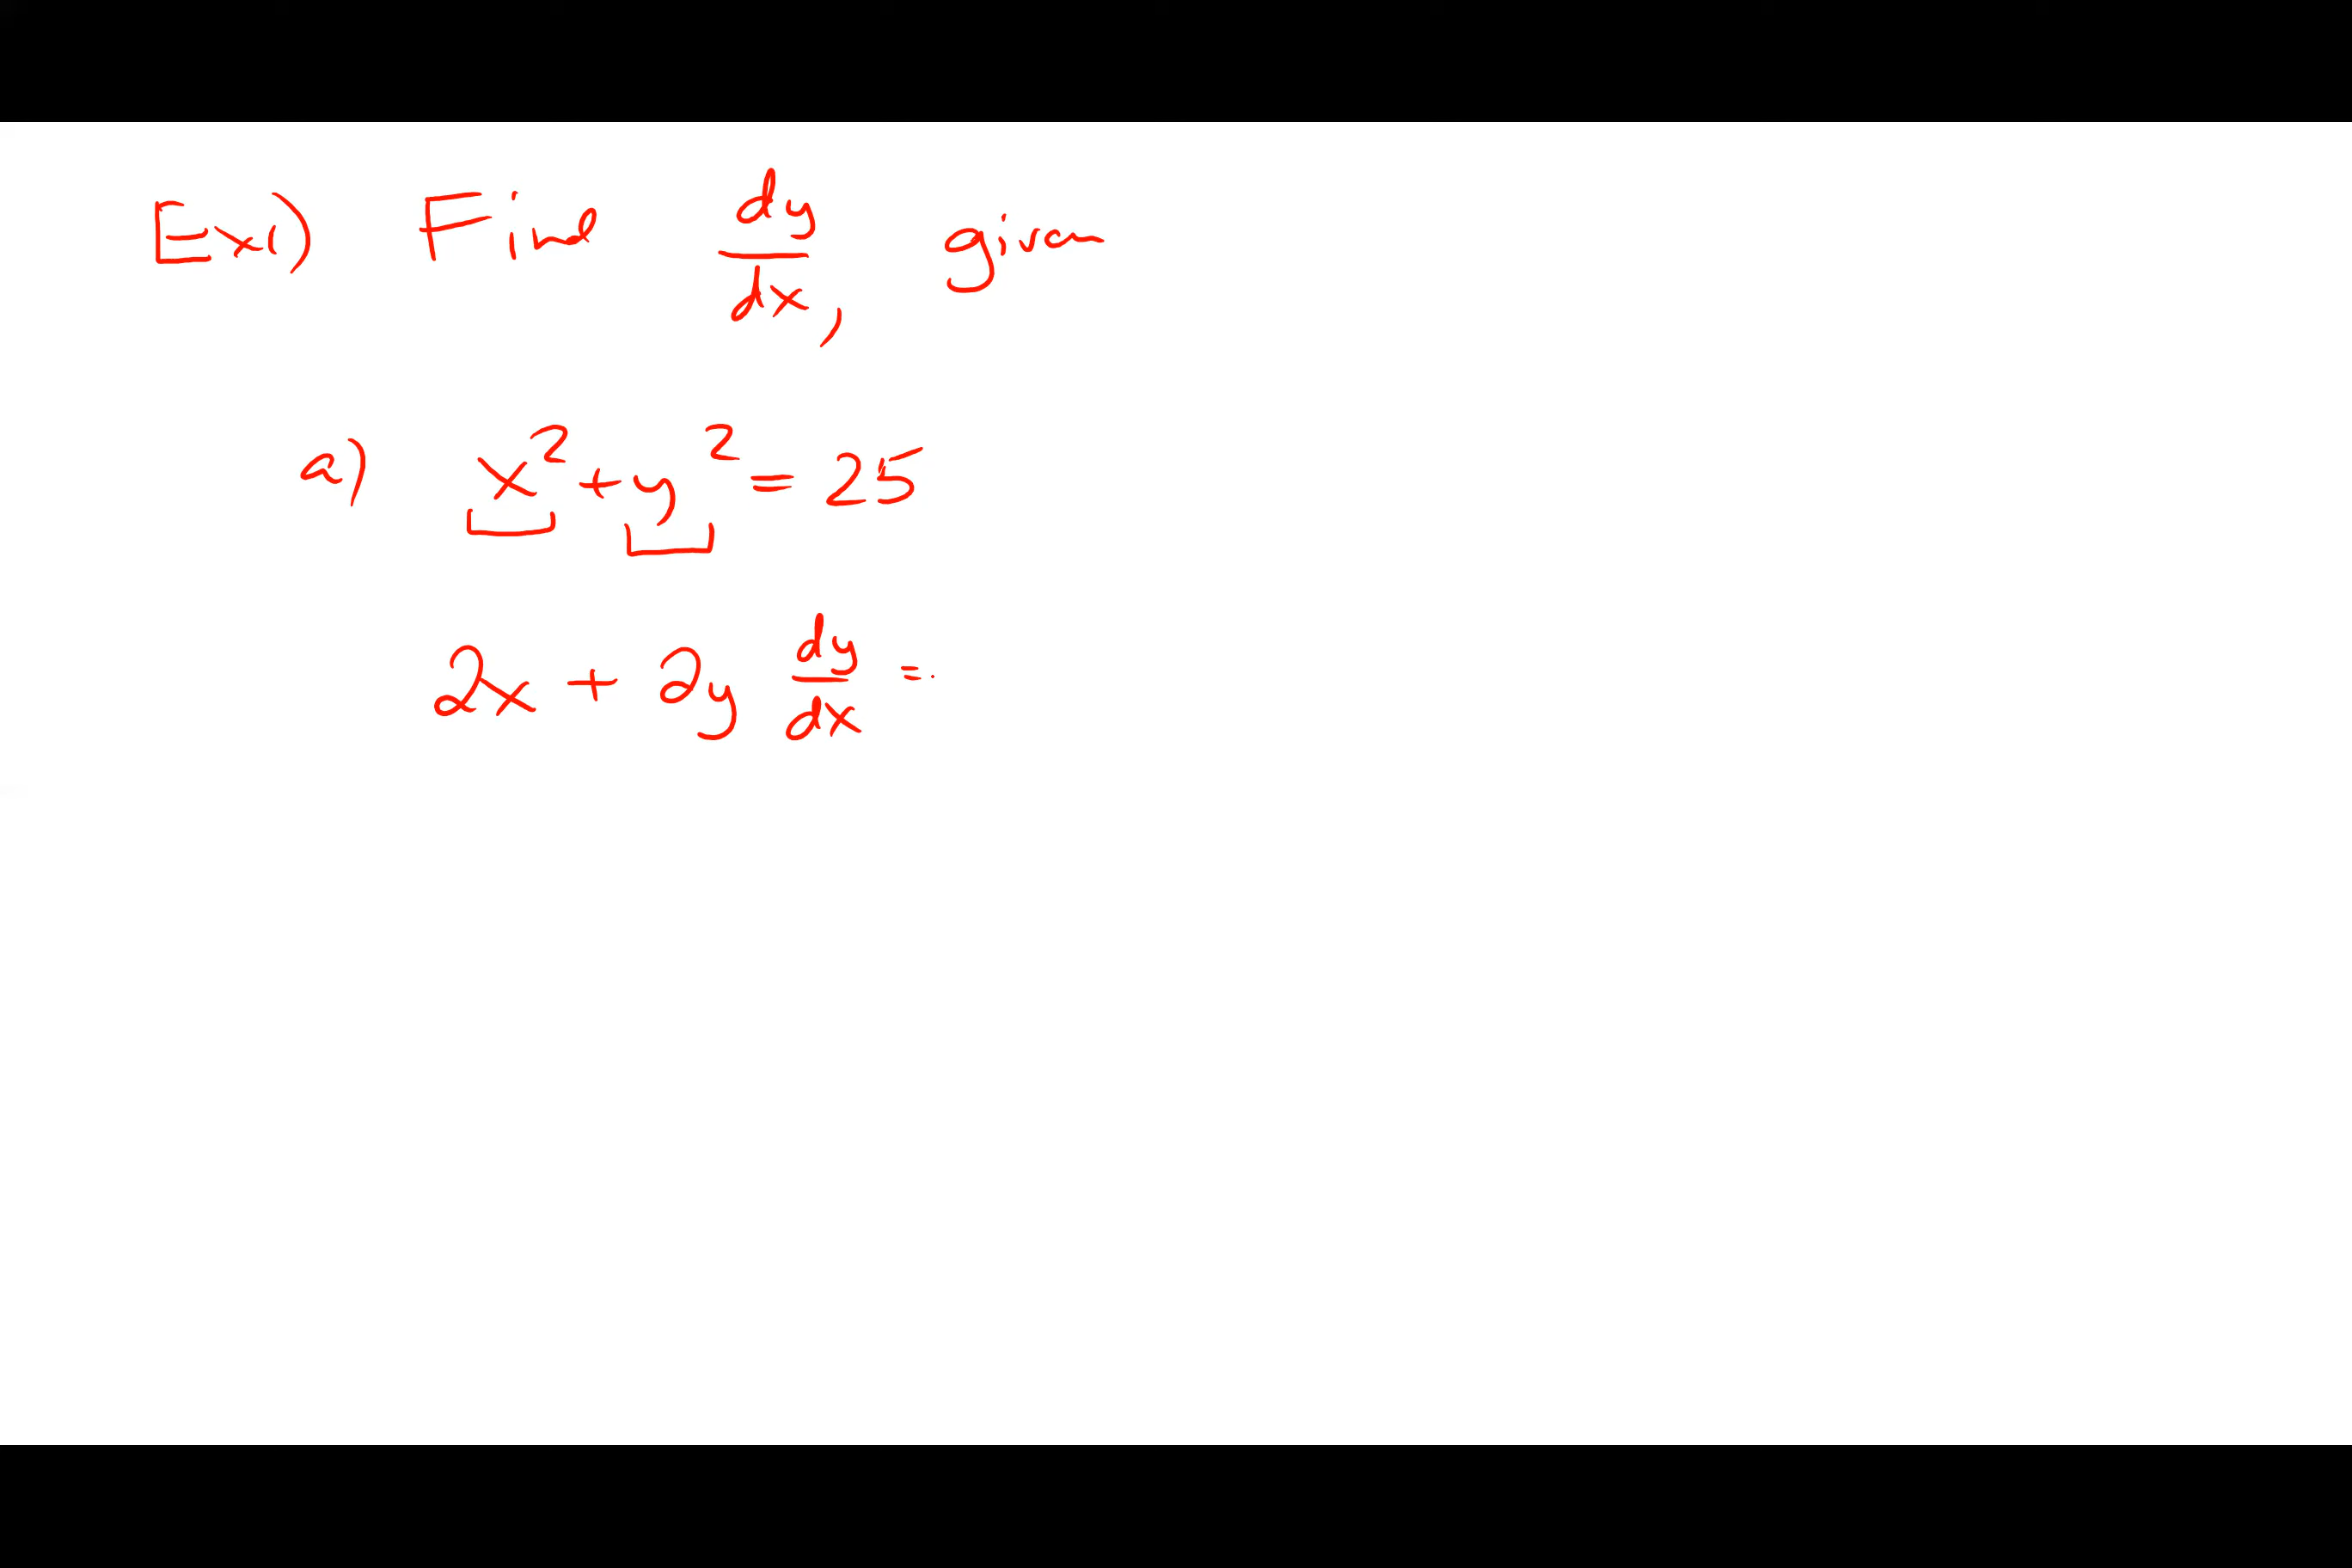 Ex1) Find dy/dx, given
a) x² + y² = 25
2x + 2y dy/dx =